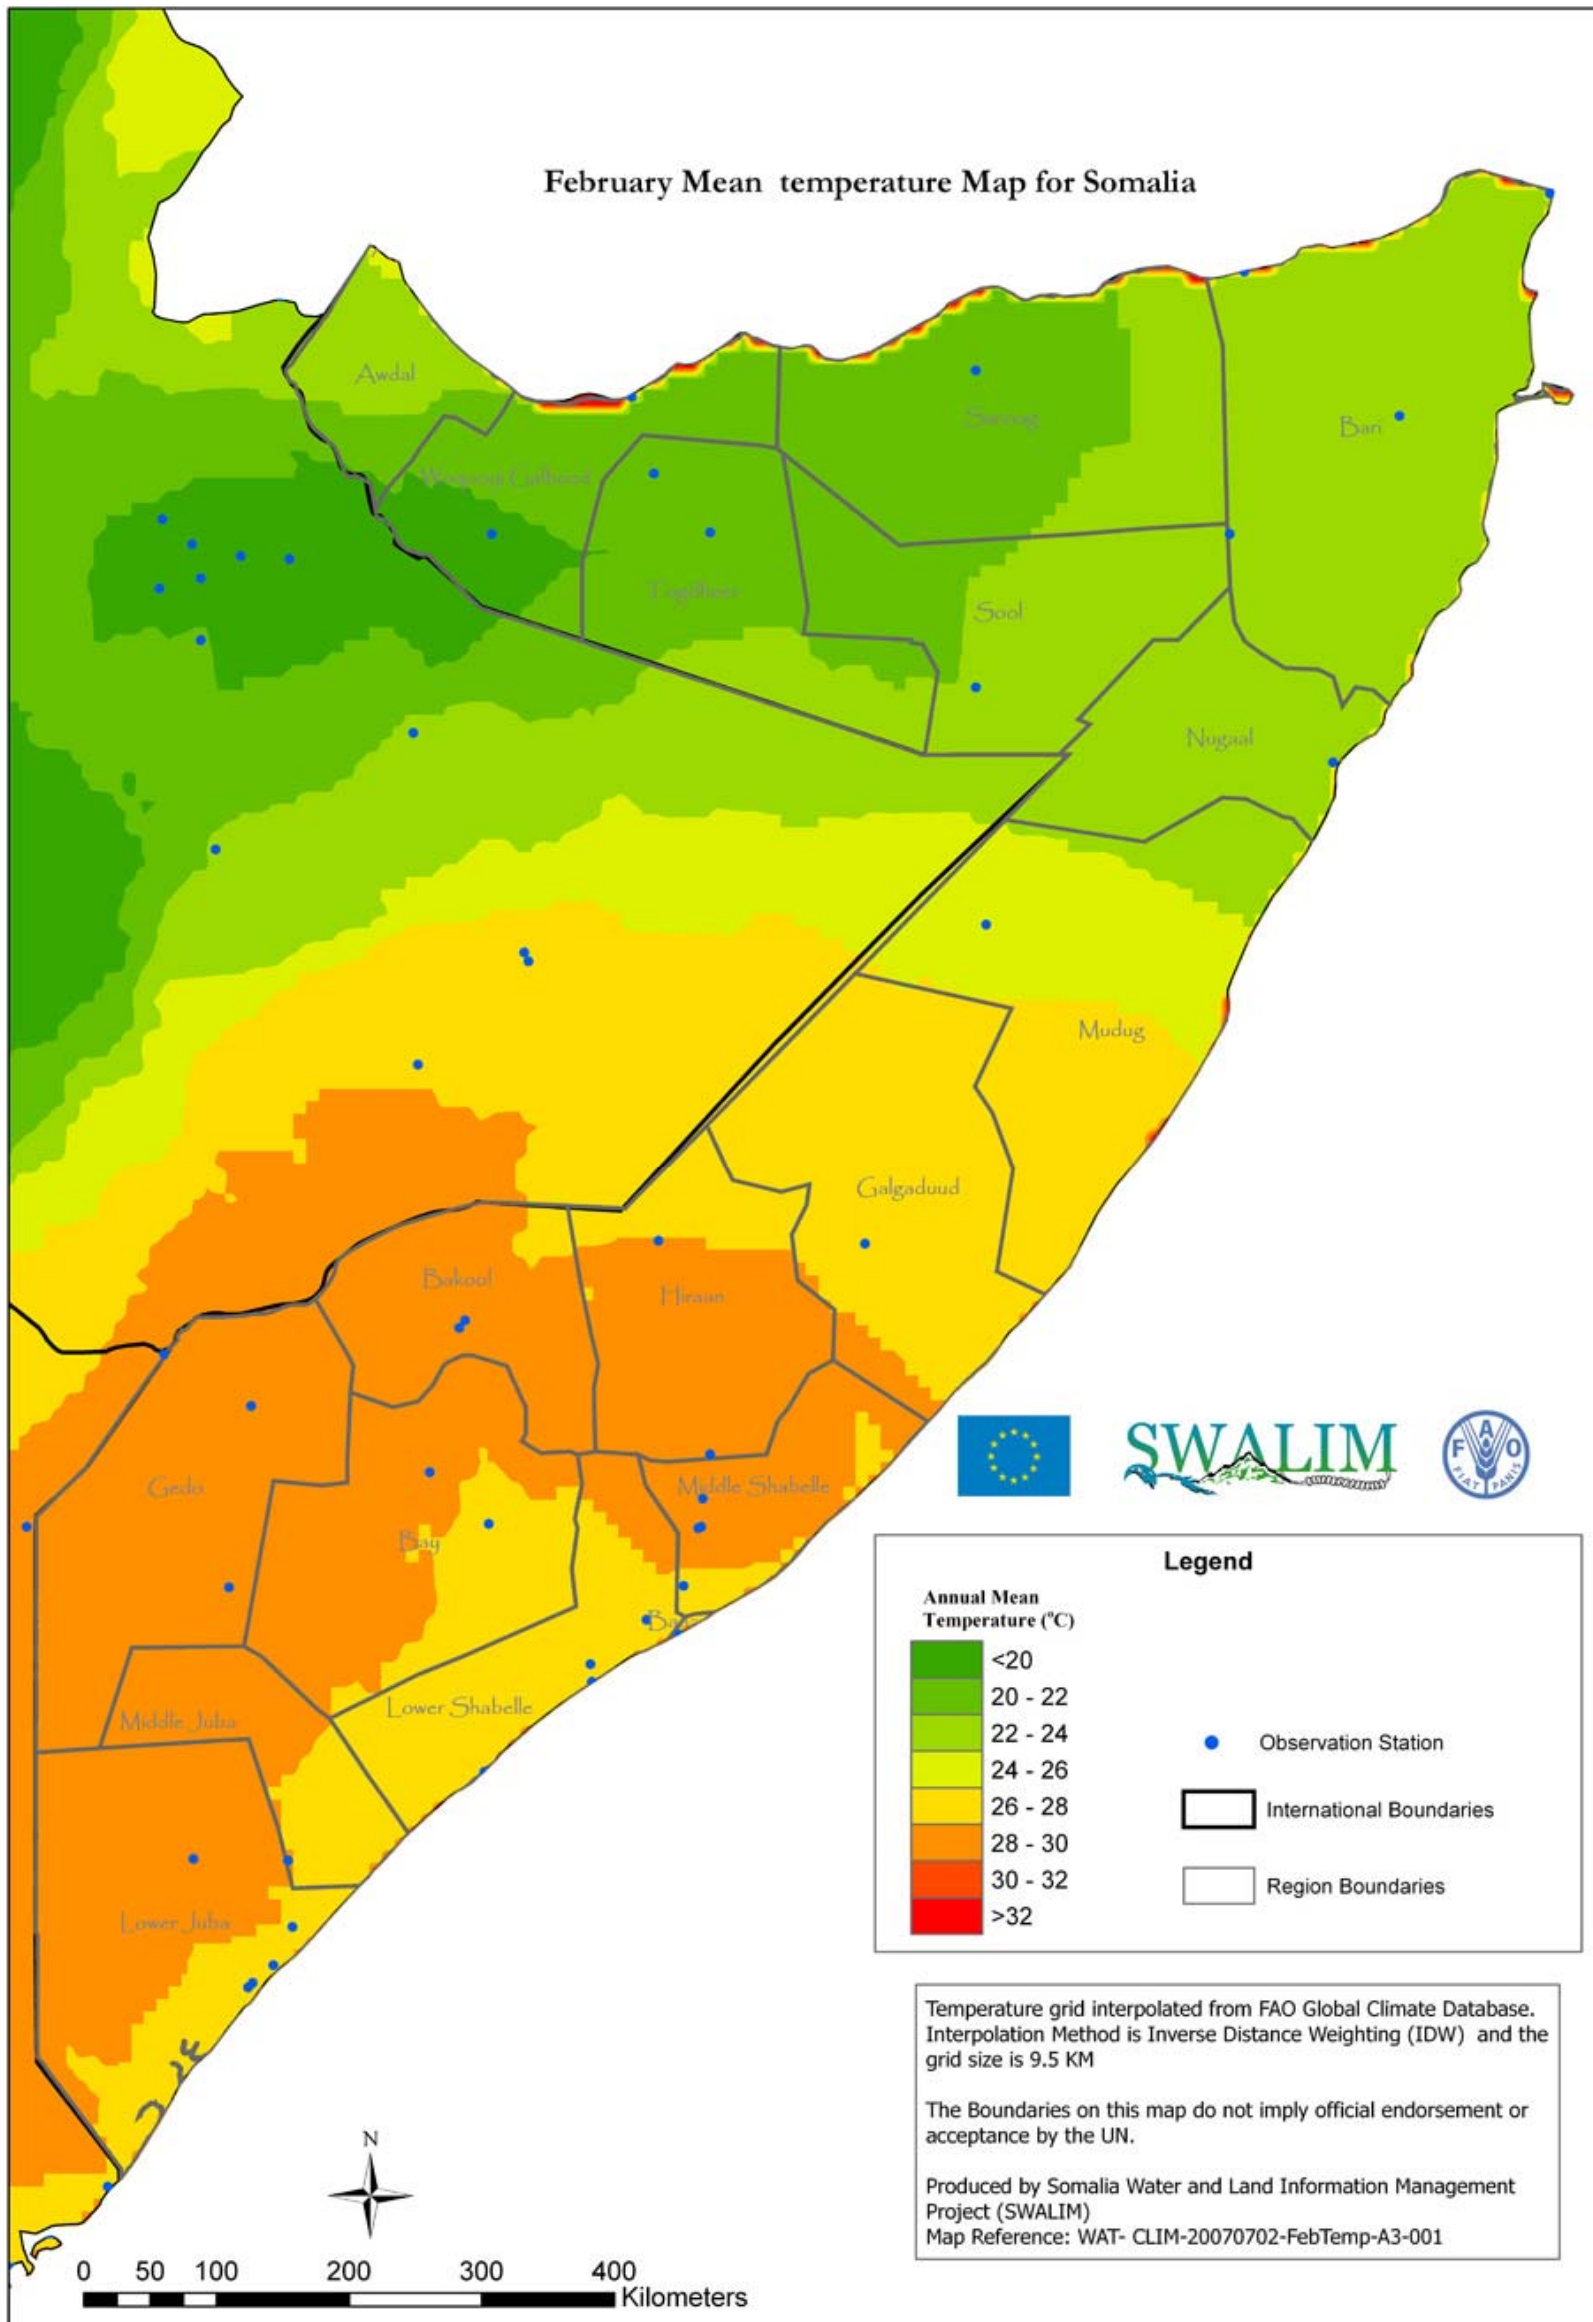 February Mean temperature Map for Somalia
Awdal
Sanaag
Bari
Woqooyi Galbeed
Togdheer
Sool
Nugaal
Mudug
Galgaduud
Bakool
Hiraan
Gedo
Middle Shabelle
Bay
Lower Shabelle
Middle Juba
Lower Juba
SWALIM
F A O
FIAT PANIS
Legend
Annual Mean
Temperature (°C)
<20
20 - 22
22 - 24
24 - 26
26 - 28
28 - 30
30 - 32
>32
Observation Station
International Boundaries
Region Boundaries
Temperature grid interpolated from FAO Global Climate Database.
Interpolation Method is Inverse Distance Weighting (IDW) and the
grid size is 9.5 KM
The Boundaries on this map do not imply official endorsement or
acceptance by the UN.
Produced by Somalia Water and Land Information Management
Project (SWALIM)
Map Reference: WAT- CLIM-20070702-FebTemp-A3-001
N
0 50 100 200 300 400
Kilometers